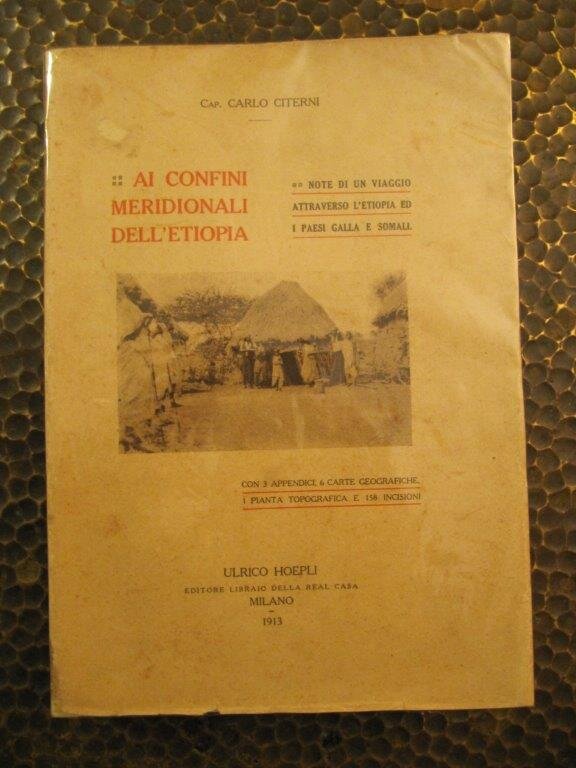 CAP. CARLO CITERNI
AI CONFINI
MERIDIONALI
DELL'ETIOPIA
NOTE DI UN VIAGGIO
ATTRAVERSO L'ETIOPIA ED
I PAESI GALLA E SOMALI.
CON 3 APPENDICI, 6 CARTE GEOGRAFICHE,
1 PIANTA TOPOGRAFICA E 158 INCISIONI
ULRICO HOEPLI
EDITORE LIBRAIO DELLA REAL CASA
MILANO
1913